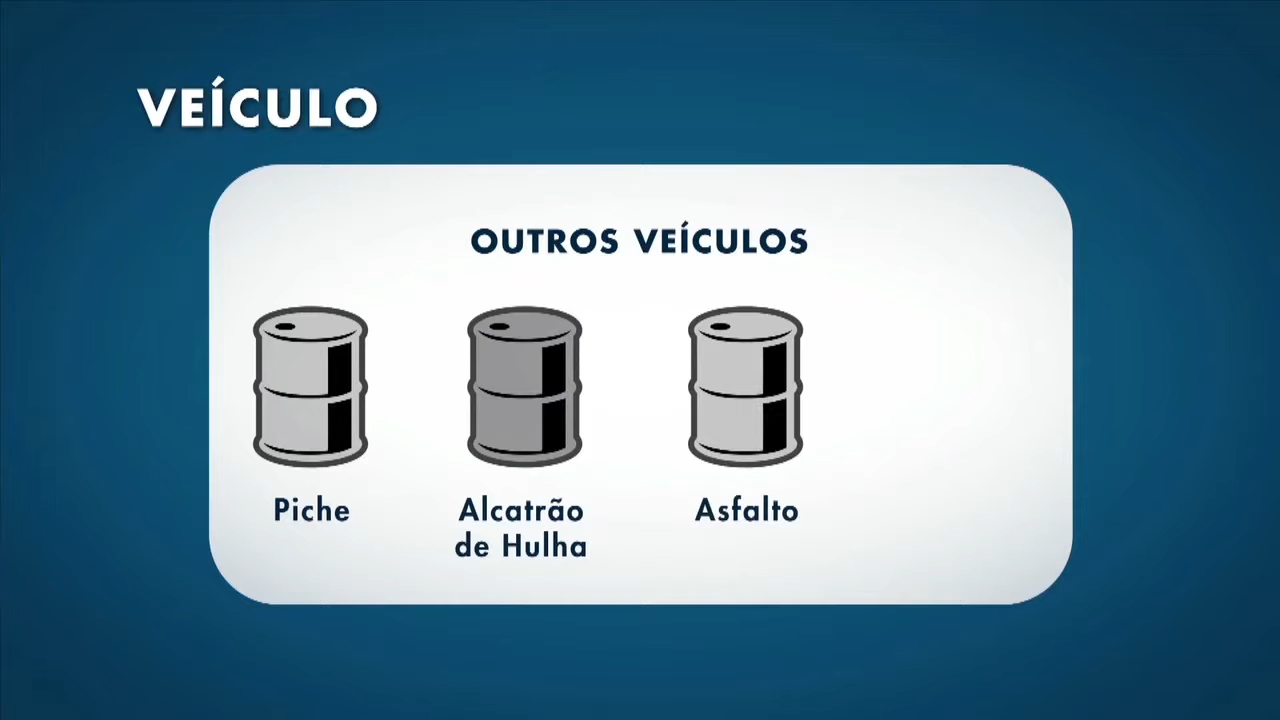 VEÍCULO
OUTROS VEÍCULOS
Piche
Alcatrão
de Hulha
Asfalto